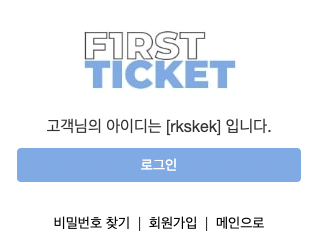 F1RST
TICKET
고객님의 아이디는 [rkskek] 입니다.
로그인
비밀번호 찾기 | 회원가입 | 메인으로